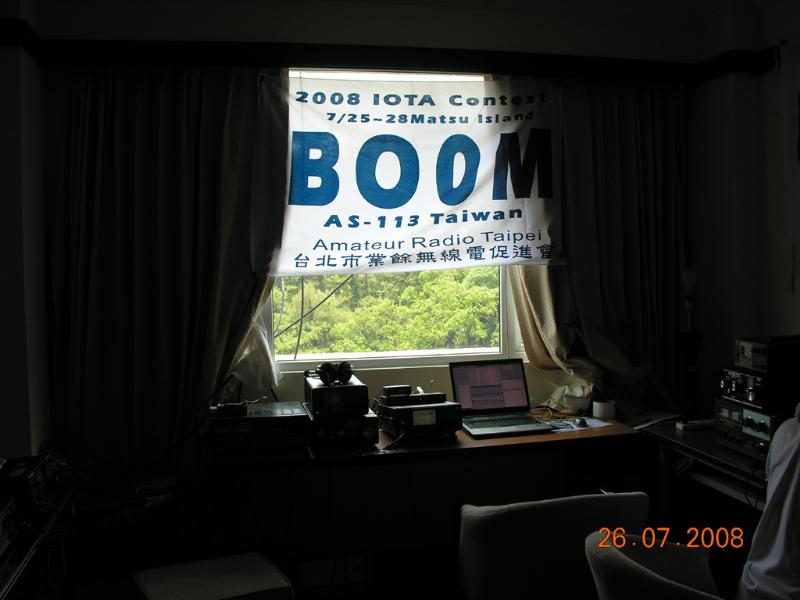 2008 IOTA Contest
7/25~28Matsu Island
BOOM
AS-113 Taiwan
Amateur Radio Taipei
台北市業餘無線電促進會
26.07.2008